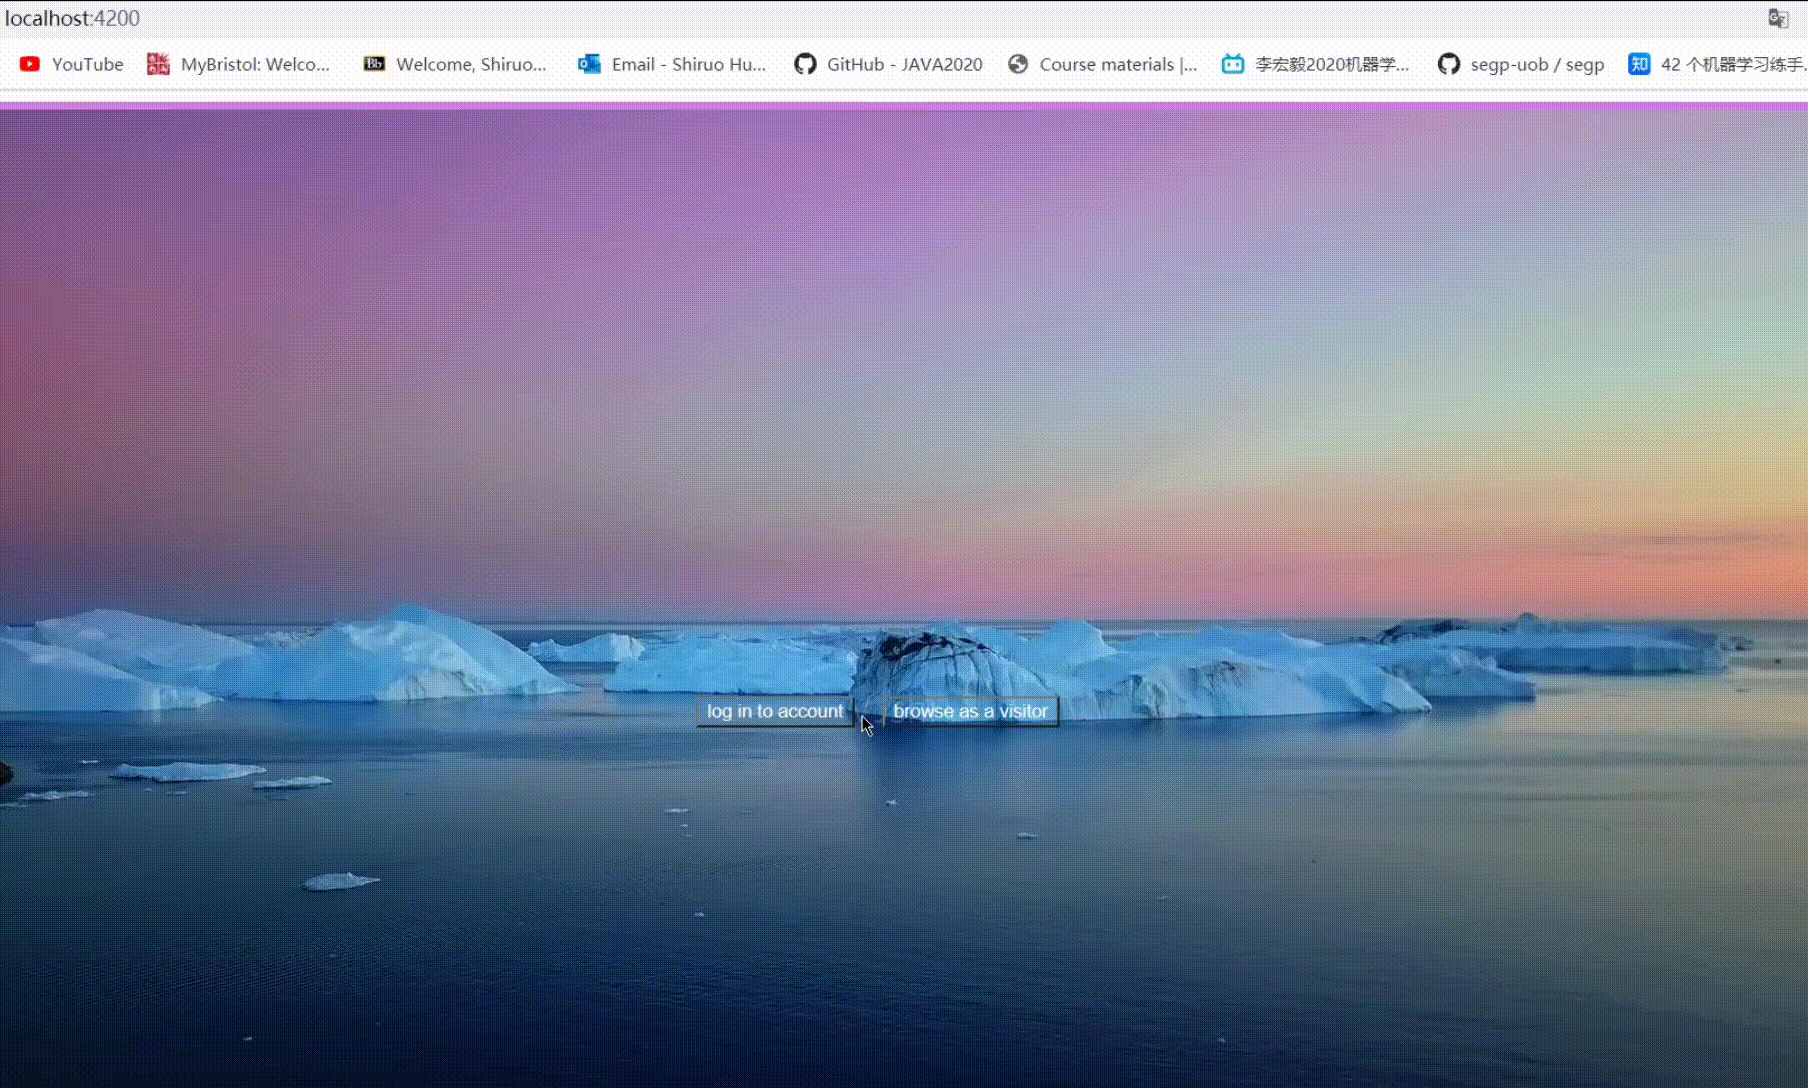 localhost:4200
YouTube MyBristol: Welco... Bb Welcome, Shiruo... Email - Shiruo Hu... GitHub - JAVA2020 Course materials |... 李宏毅2020机器学... segp-uob / segp 知 42 个机器学习练手.
log in to account browse as a visitor